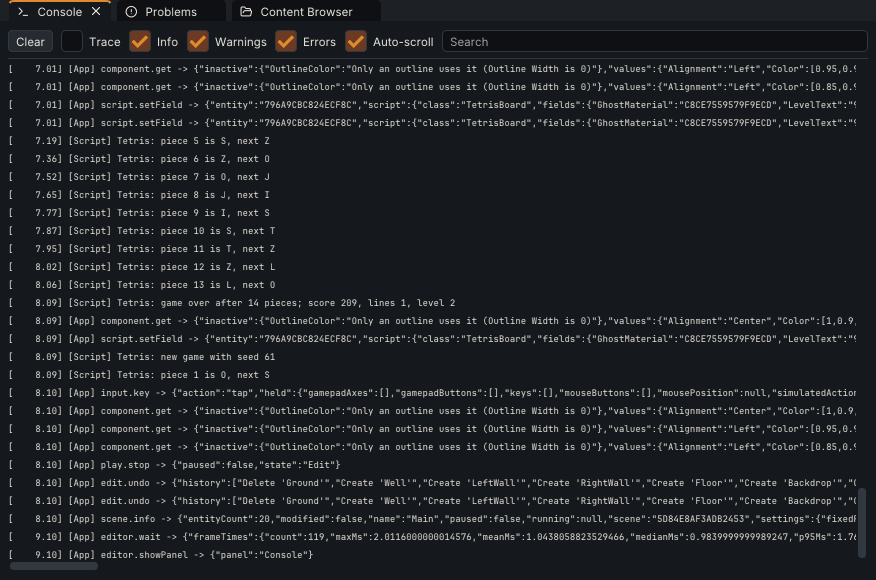 Console
Problems
Content Browser
Clear
Trace
Info
Warnings
Errors
Auto-scroll
Search
[    7.01] [App] component.get -> {"inactive":{"OutlineColor":"Only an outline uses it (Outline Width is 0)"},"values":{"Alignment":"Left","Color":[0.95,0.9
[    7.01] [App] component.get -> {"inactive":{"OutlineColor":"Only an outline uses it (Outline Width is 0)"},"values":{"Alignment":"Left","Color":[0.85,0.9
[    7.01] [App] script.setField -> {"entity":"796A9CBC824ECF8C","script":{"class":"TetrisBoard","fields":{"GhostMaterial":"C8CE7559579F9ECD","LevelText":"9
[    7.01] [App] script.setField -> {"entity":"796A9CBC824ECF8C","script":{"class":"TetrisBoard","fields":{"GhostMaterial":"C8CE7559579F9ECD","LevelText":"9
[    7.19] [Script] Tetris: piece 5 is S, next Z
[    7.36] [Script] Tetris: piece 6 is Z, next O
[    7.52] [Script] Tetris: piece 7 is O, next J
[    7.65] [Script] Tetris: piece 8 is J, next I
[    7.77] [Script] Tetris: piece 9 is I, next S
[    7.87] [Script] Tetris: piece 10 is S, next T
[    7.95] [Script] Tetris: piece 11 is T, next Z
[    8.02] [Script] Tetris: piece 12 is Z, next L
[    8.06] [Script] Tetris: piece 13 is L, next O
[    8.09] [Script] Tetris: game over after 14 pieces; score 209, lines 1, level 2
[    8.09] [App] component.get -> {"inactive":{"OutlineColor":"Only an outline uses it (Outline Width is 0)"},"values":{"Alignment":"Center","Color":[1,0.9,
[    8.09] [App] script.setField -> {"entity":"796A9CBC824ECF8C","script":{"class":"TetrisBoard","fields":{"GhostMaterial":"C8CE7559579F9ECD","LevelText":"9
[    8.09] [Script] Tetris: new game with seed 61
[    8.09] [Script] Tetris: piece 1 is O, next S
[    8.10] [App] input.key -> {"action":"tap","held":{"gamepadAxes":[],"gamepadButtons":[],"keys":[],"mouseButtons":[],"mousePosition":null,"simulatedAction
[    8.10] [App] component.get -> {"inactive":{"OutlineColor":"Only an outline uses it (Outline Width is 0)"},"values":{"Alignment":"Center","Color":[1,0.9,
[    8.10] [App] component.get -> {"inactive":{"OutlineColor":"Only an outline uses it (Outline Width is 0)"},"values":{"Alignment":"Left","Color":[0.95,0.9
[    8.10] [App] component.get -> {"inactive":{"OutlineColor":"Only an outline uses it (Outline Width is 0)"},"values":{"Alignment":"Left","Color":[0.85,0.9
[    8.10] [App] play.stop -> {"paused":false,"state":"Edit"}
[    8.10] [App] edit.undo -> {"history":["Delete 'Ground'","Create 'Well'","Create 'LeftWall'","Create 'RightWall'","Create 'Floor'","Create 'Backdrop'","
[    8.10] [App] edit.undo -> {"history":["Delete 'Ground'","Create 'Well'","Create 'LeftWall'","Create 'RightWall'","Create 'Floor'","Create 'Backdrop'","
[    8.10] [App] scene.info -> {"entityCount":20,"modified":false,"name":"Main","paused":false,"running":null,"scene":"5D84E8AF3ADB2453","settings":{"fixed
[    9.10] [App] editor.wait -> {"frameTimes":{"count":119,"maxMs":2.0116000000014576,"meanMs":1.0438058823529466,"medianMs":0.9839999999989247,"p95Ms":1.76
[    9.10] [App] editor.showPanel -> {"panel":"Console"}